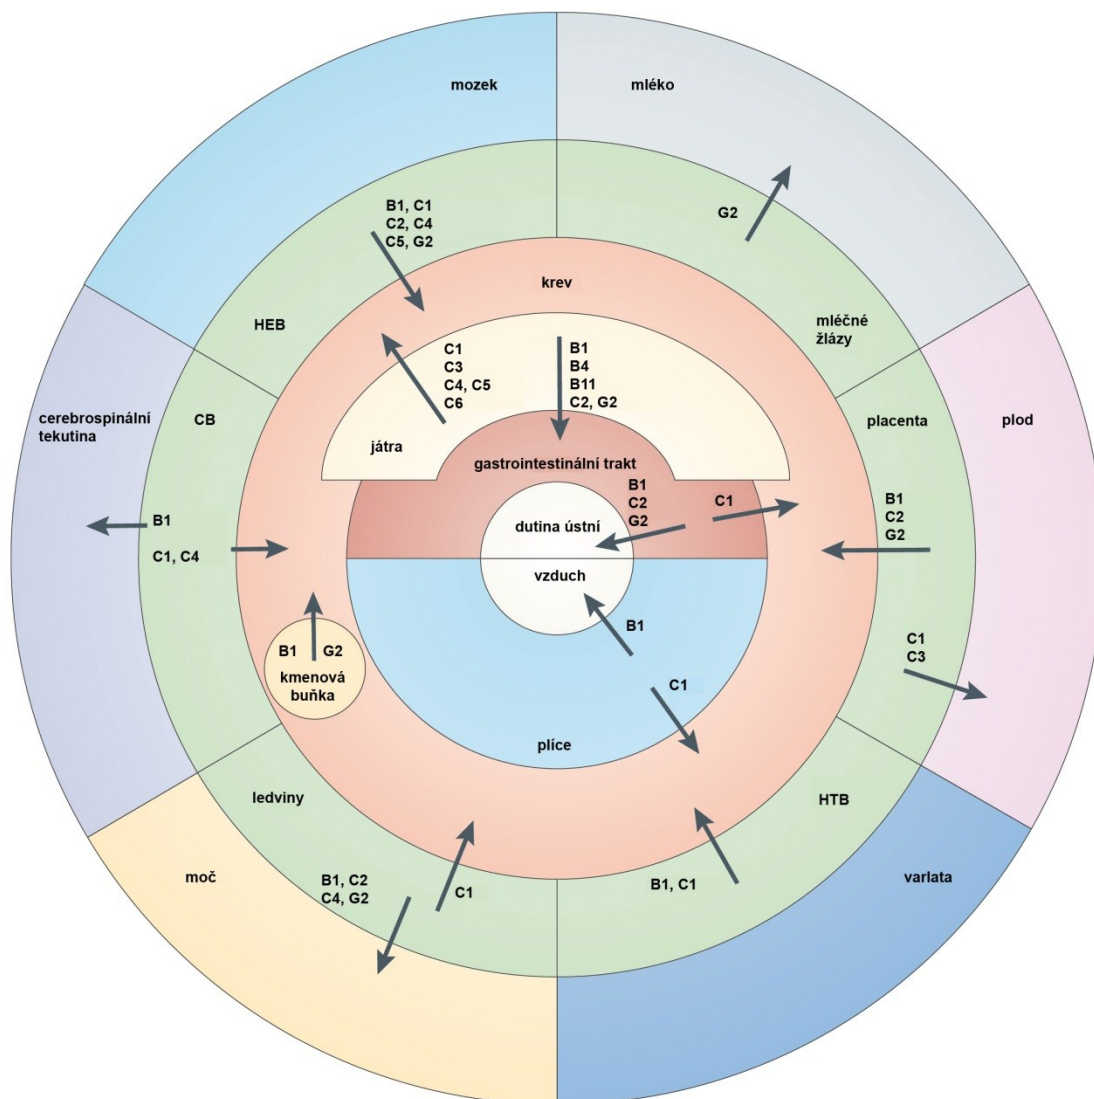 mozek
mléko
B1, C1
C2, C4
C5, G2
G2
krev
HEB
mléčné
žlázy
C1
C3
C4, C5
C6
B1
B4
B11
C2, G2
játra
cerebrospinální
tekutina
CB
placenta
plod
gastrointestinální trakt
B1
C2
G2
C1
B1
C2
G2
dutina ústní
vzduch
B1
C1, C4
B1
C1
C3
B1
G2
kmenová
buňka
C1
plíce
ledviny
HTB
moč
B1, C2
C4, G2
C1
B1, C1
varlata